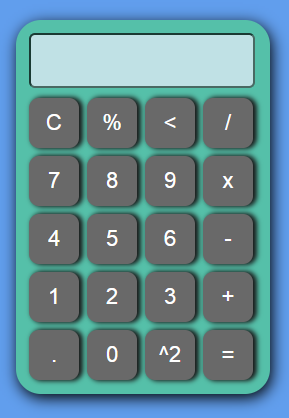 C % < /
7 8 9 x
4 5 6 -
1 2 3 +
. 0 ^2 =